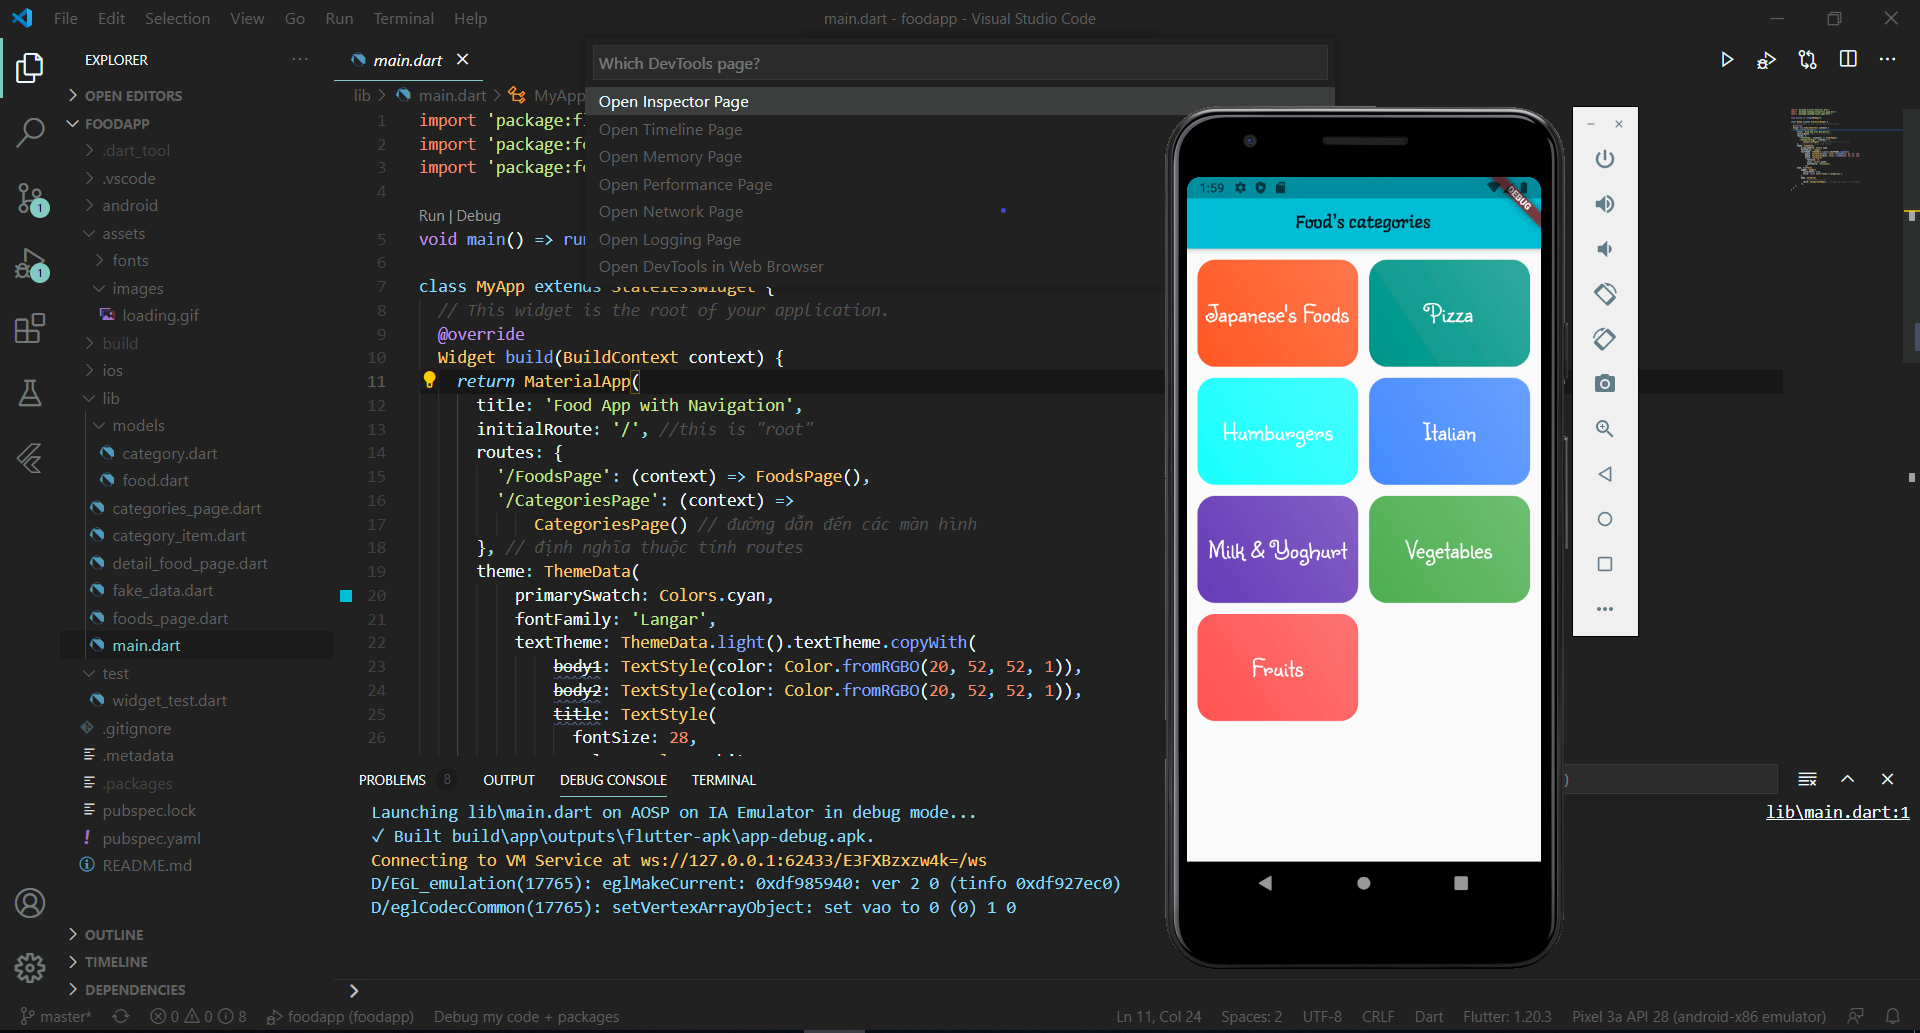 File Edit Selection View Go Run Terminal Help
main.dart - foodapp - Visual Studio Code
EXPLORER
OPEN EDITORS
FOODAPP
.dart_tool
.vscode
android
assets
fonts
images
loading.gif
build
ios
lib
models
category.dart
food.dart
categories_page.dart
category_item.dart
detail_food_page.dart
fake_data.dart
foods_page.dart
main.dart
test
widget_test.dart
.gitignore
.metadata
.packages
pubspec.lock
pubspec.yaml
README.md
OUTLINE
TIMELINE
DEPENDENCIES
1
1
main.dart
lib > main.dart > MyApp
Which DevTools page?
Open Inspector Page
Open Timeline Page
Open Memory Page
Open Performance Page
Open Network Page
Open Logging Page
Open DevTools in Web Browser
1 import 'package:f
2 import 'package:fo
3 import 'package:fo
4
Run | Debug
5 void main() => ru
6
7 class MyApp extends StatelessWidget {
8 // This widget is the root of your application.
9 @override
10 Widget build(BuildContext context) {
11 return MaterialApp(
12 title: 'Food App with Navigation',
13 initialRoute: '/', //this is "root"
14 routes: {
15 '/FoodsPage': (context) => FoodsPage(),
16 '/CategoriesPage': (context) =>
17 CategoriesPage() // đường dẫn đến các màn hình
18 }, // định nghĩa thuộc tính routes
19 theme: ThemeData(
20 primarySwatch: Colors.cyan,
21 fontFamily: 'Langar',
22 textTheme: ThemeData.light().textTheme.copyWith(
23 body1: TextStyle(color: Color.fromRGBO(20, 52, 52, 1)),
24 body2: TextStyle(color: Color.fromRGBO(20, 52, 52, 1)),
25 title: TextStyle(
26 fontSize: 28,
PROBLEMS 8 OUTPUT DEBUG CONSOLE TERMINAL
Launching lib\main.dart on AOSP on IA Emulator in debug mode...
lib\main.dart:1
✓ Built build\app\outputs\flutter-apk\app-debug.apk.
Connecting to VM Service at ws://127.0.0.1:62433/E3FXBzxzw4k=/ws
D/EGL_emulation(17765): eglMakeCurrent: 0xdf985940: ver 2 0 (tinfo 0xdf927ec0)
D/eglCodecCommon(17765): setVertexArrayObject: set vao to 0 (0) 1 0
1:59
DEBUG
Food's categories
Japanese's Foods
Pizza
Humburgers
Italian
Milk & Yoghurt
Vegetables
Fruits
master* 0 0 8 foodapp (foodapp) Debug my code + packages
Ln 11, Col 24 Spaces: 2 UTF-8 CRLF Dart Flutter: 1.20.3 Pixel 3a API 28 (android-x86 emulator)